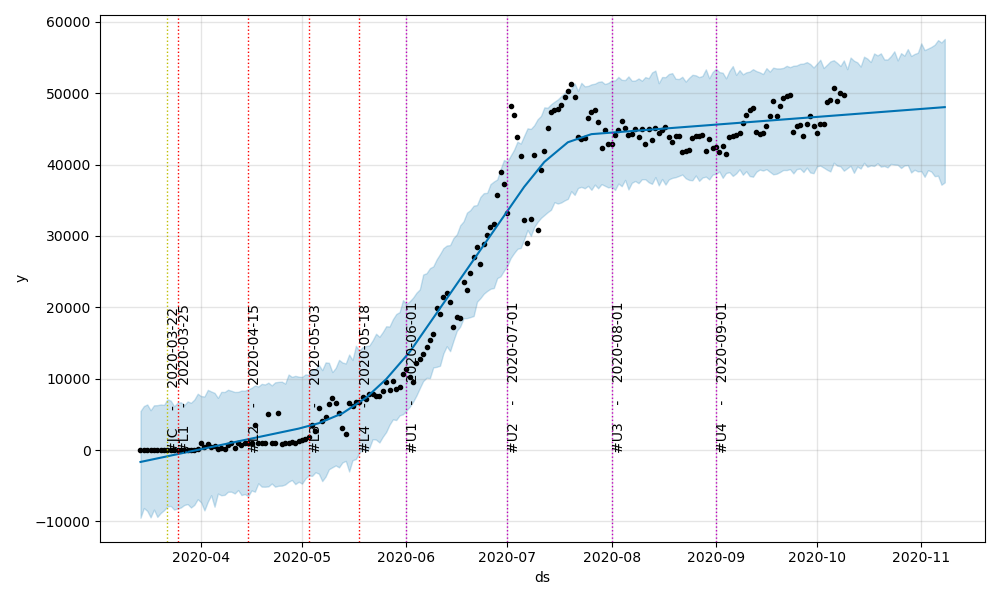 60000
50000
40000
30000
20000
10000
0
−10000
y
#JC - 2020-03-22
#L1 - 2020-03-25
#L2 - 2020-04-15
#L3 - 2020-05-03
#L4 - 2020-05-18
#U1 - 2020-06-01
#U2 - 2020-07-01
#U3 - 2020-08-01
#U4 - 2020-09-01
2020-04
2020-05
2020-06
2020-07
2020-08
2020-09
2020-10
2020-11
ds